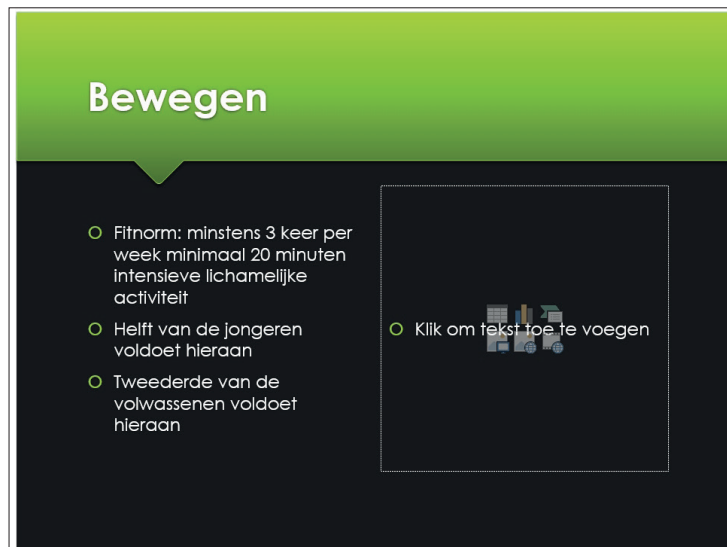 Bewegen
Fitnorm: minstens 3 keer per
week minimaal 20 minuten
intensieve lichamelijke
activiteit
Helft van de jongeren
voldoet hieraan
Tweederde van de
volwassenen voldoet
hieraan
Klik om tekst toe te voegen